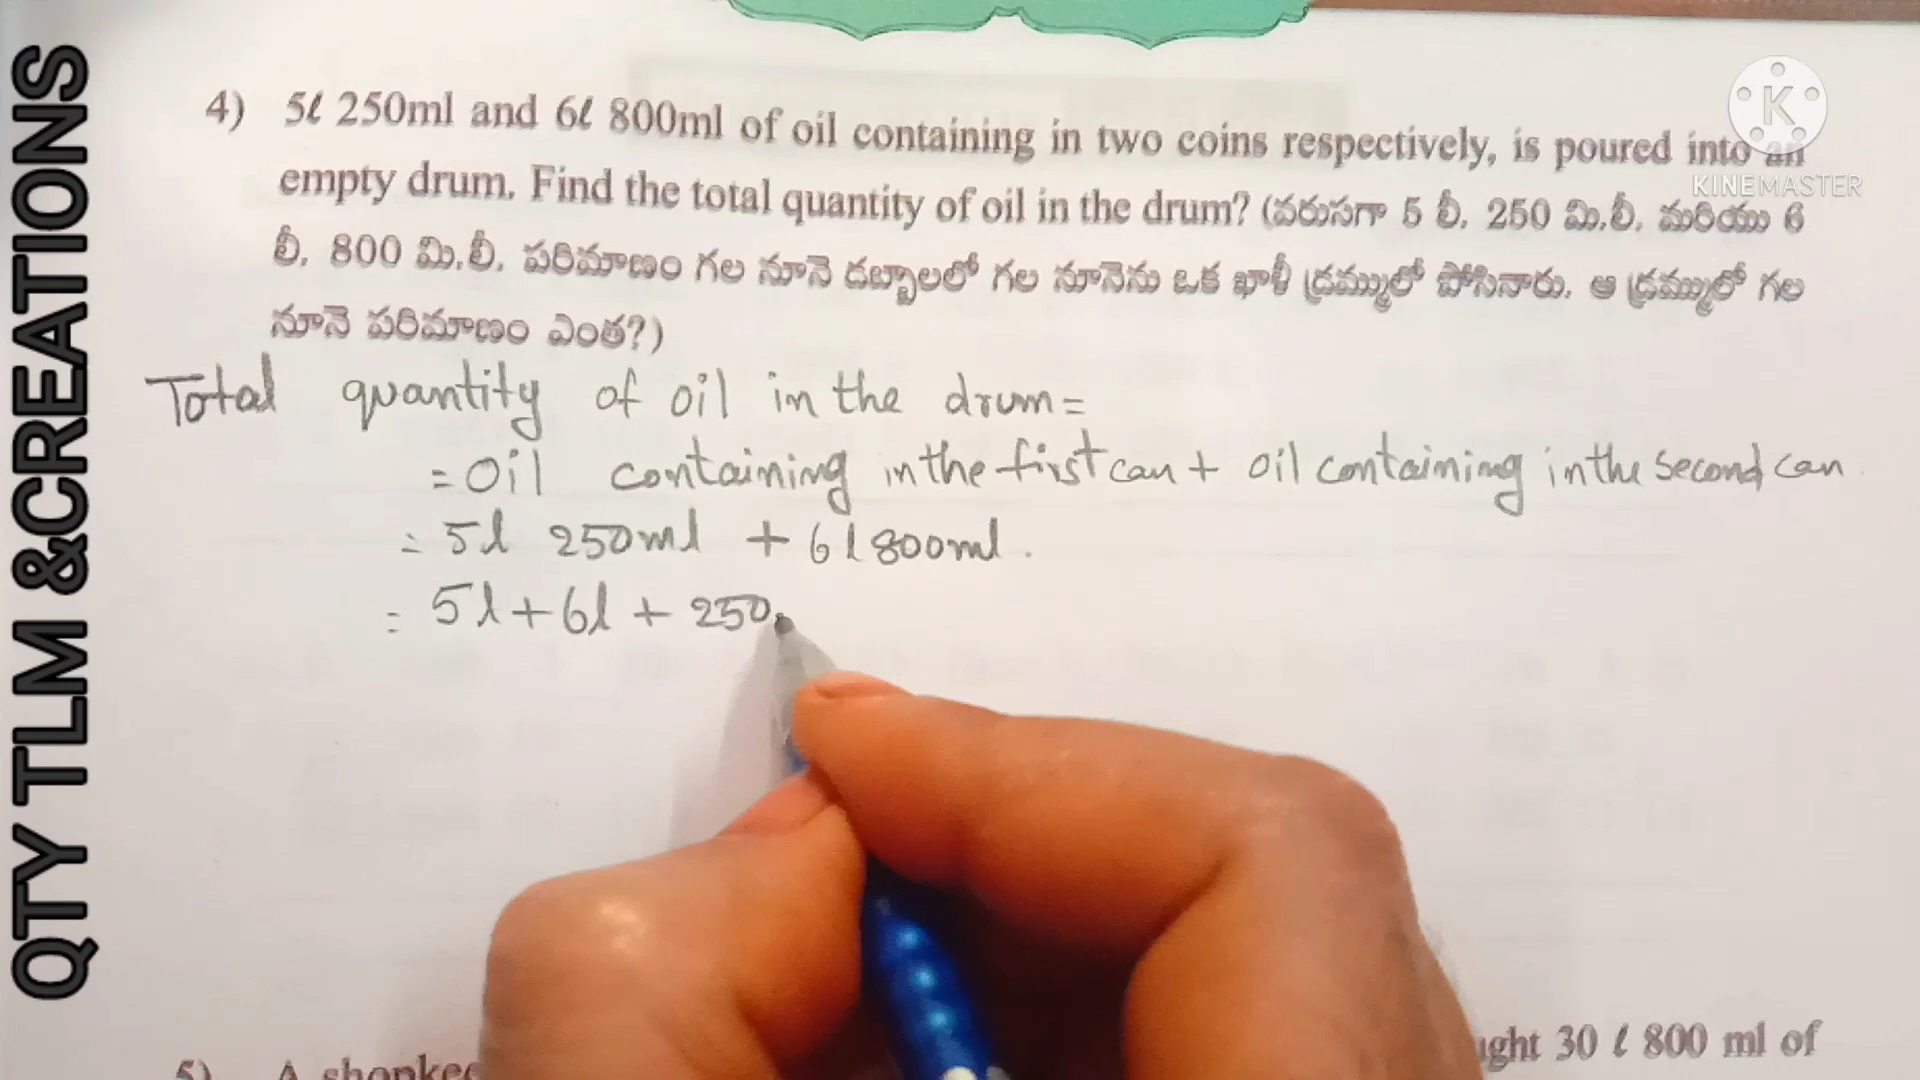 QTY TLM &CREATIONS
KINEMASTER
4) 5ℓ 250ml and 6ℓ 800ml of oil containing in two coins respectively, is poured into an
empty drum. Find the total quantity of oil in the drum? (వరుసగా 5 లీ. 250 మి.లీ. మరియు 6
లీ. 800 మి.లీ. పరిమాణం గల నూనె డబ్బాలలో గల నూనెను ఒక ఖాళీ డ్రమ్ములో పోసినారు. ఆ డ్రమ్ములో గల
నూనె పరిమాణం ఎంత?)
Total quantity of oil in the drum=
= Oil containing in the first can + oil containing in the second can
= 5l 250ml + 6l 800ml.
= 5l + 6l + 250
5) A shopkee ught 30 ℓ 800 ml of